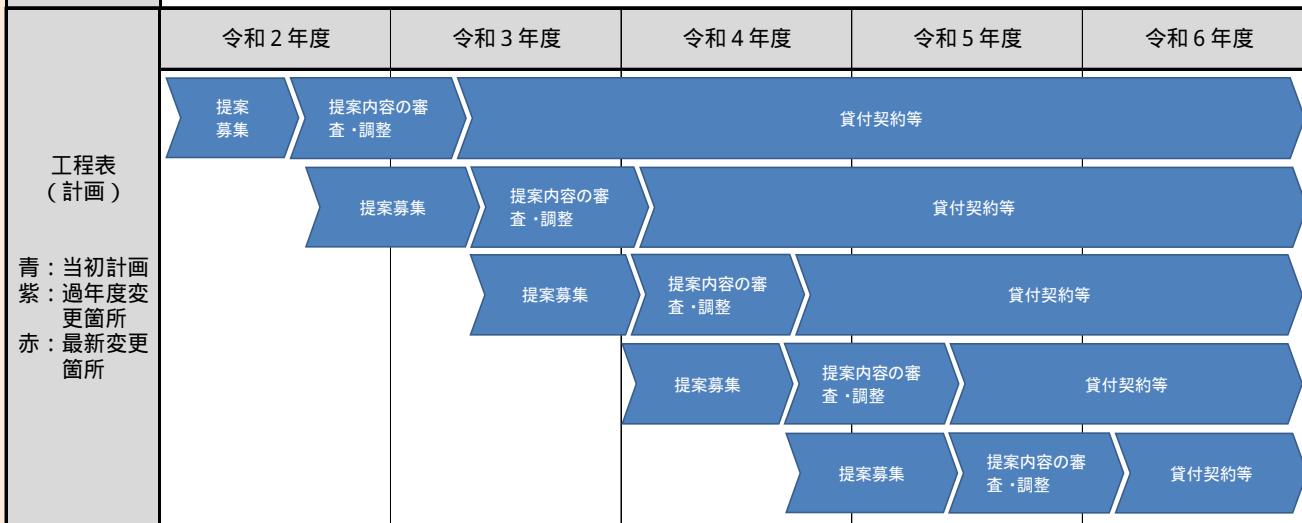 令和２年度
令和３年度
令和４年度
令和５年度
令和６年度
工程表
（計画）
青：当初計画
紫：過年度変
更箇所
赤：最新変更
箇所
提案
募集
提案内容の審
査・調整
貸付契約等
提案募集
提案内容の審
査・調整
貸付契約等
提案募集
提案内容の審
査・調整
貸付契約等
提案募集
提案内容の審
査・調整
貸付契約等
提案募集
提案内容の審
査・調整
貸付契約等